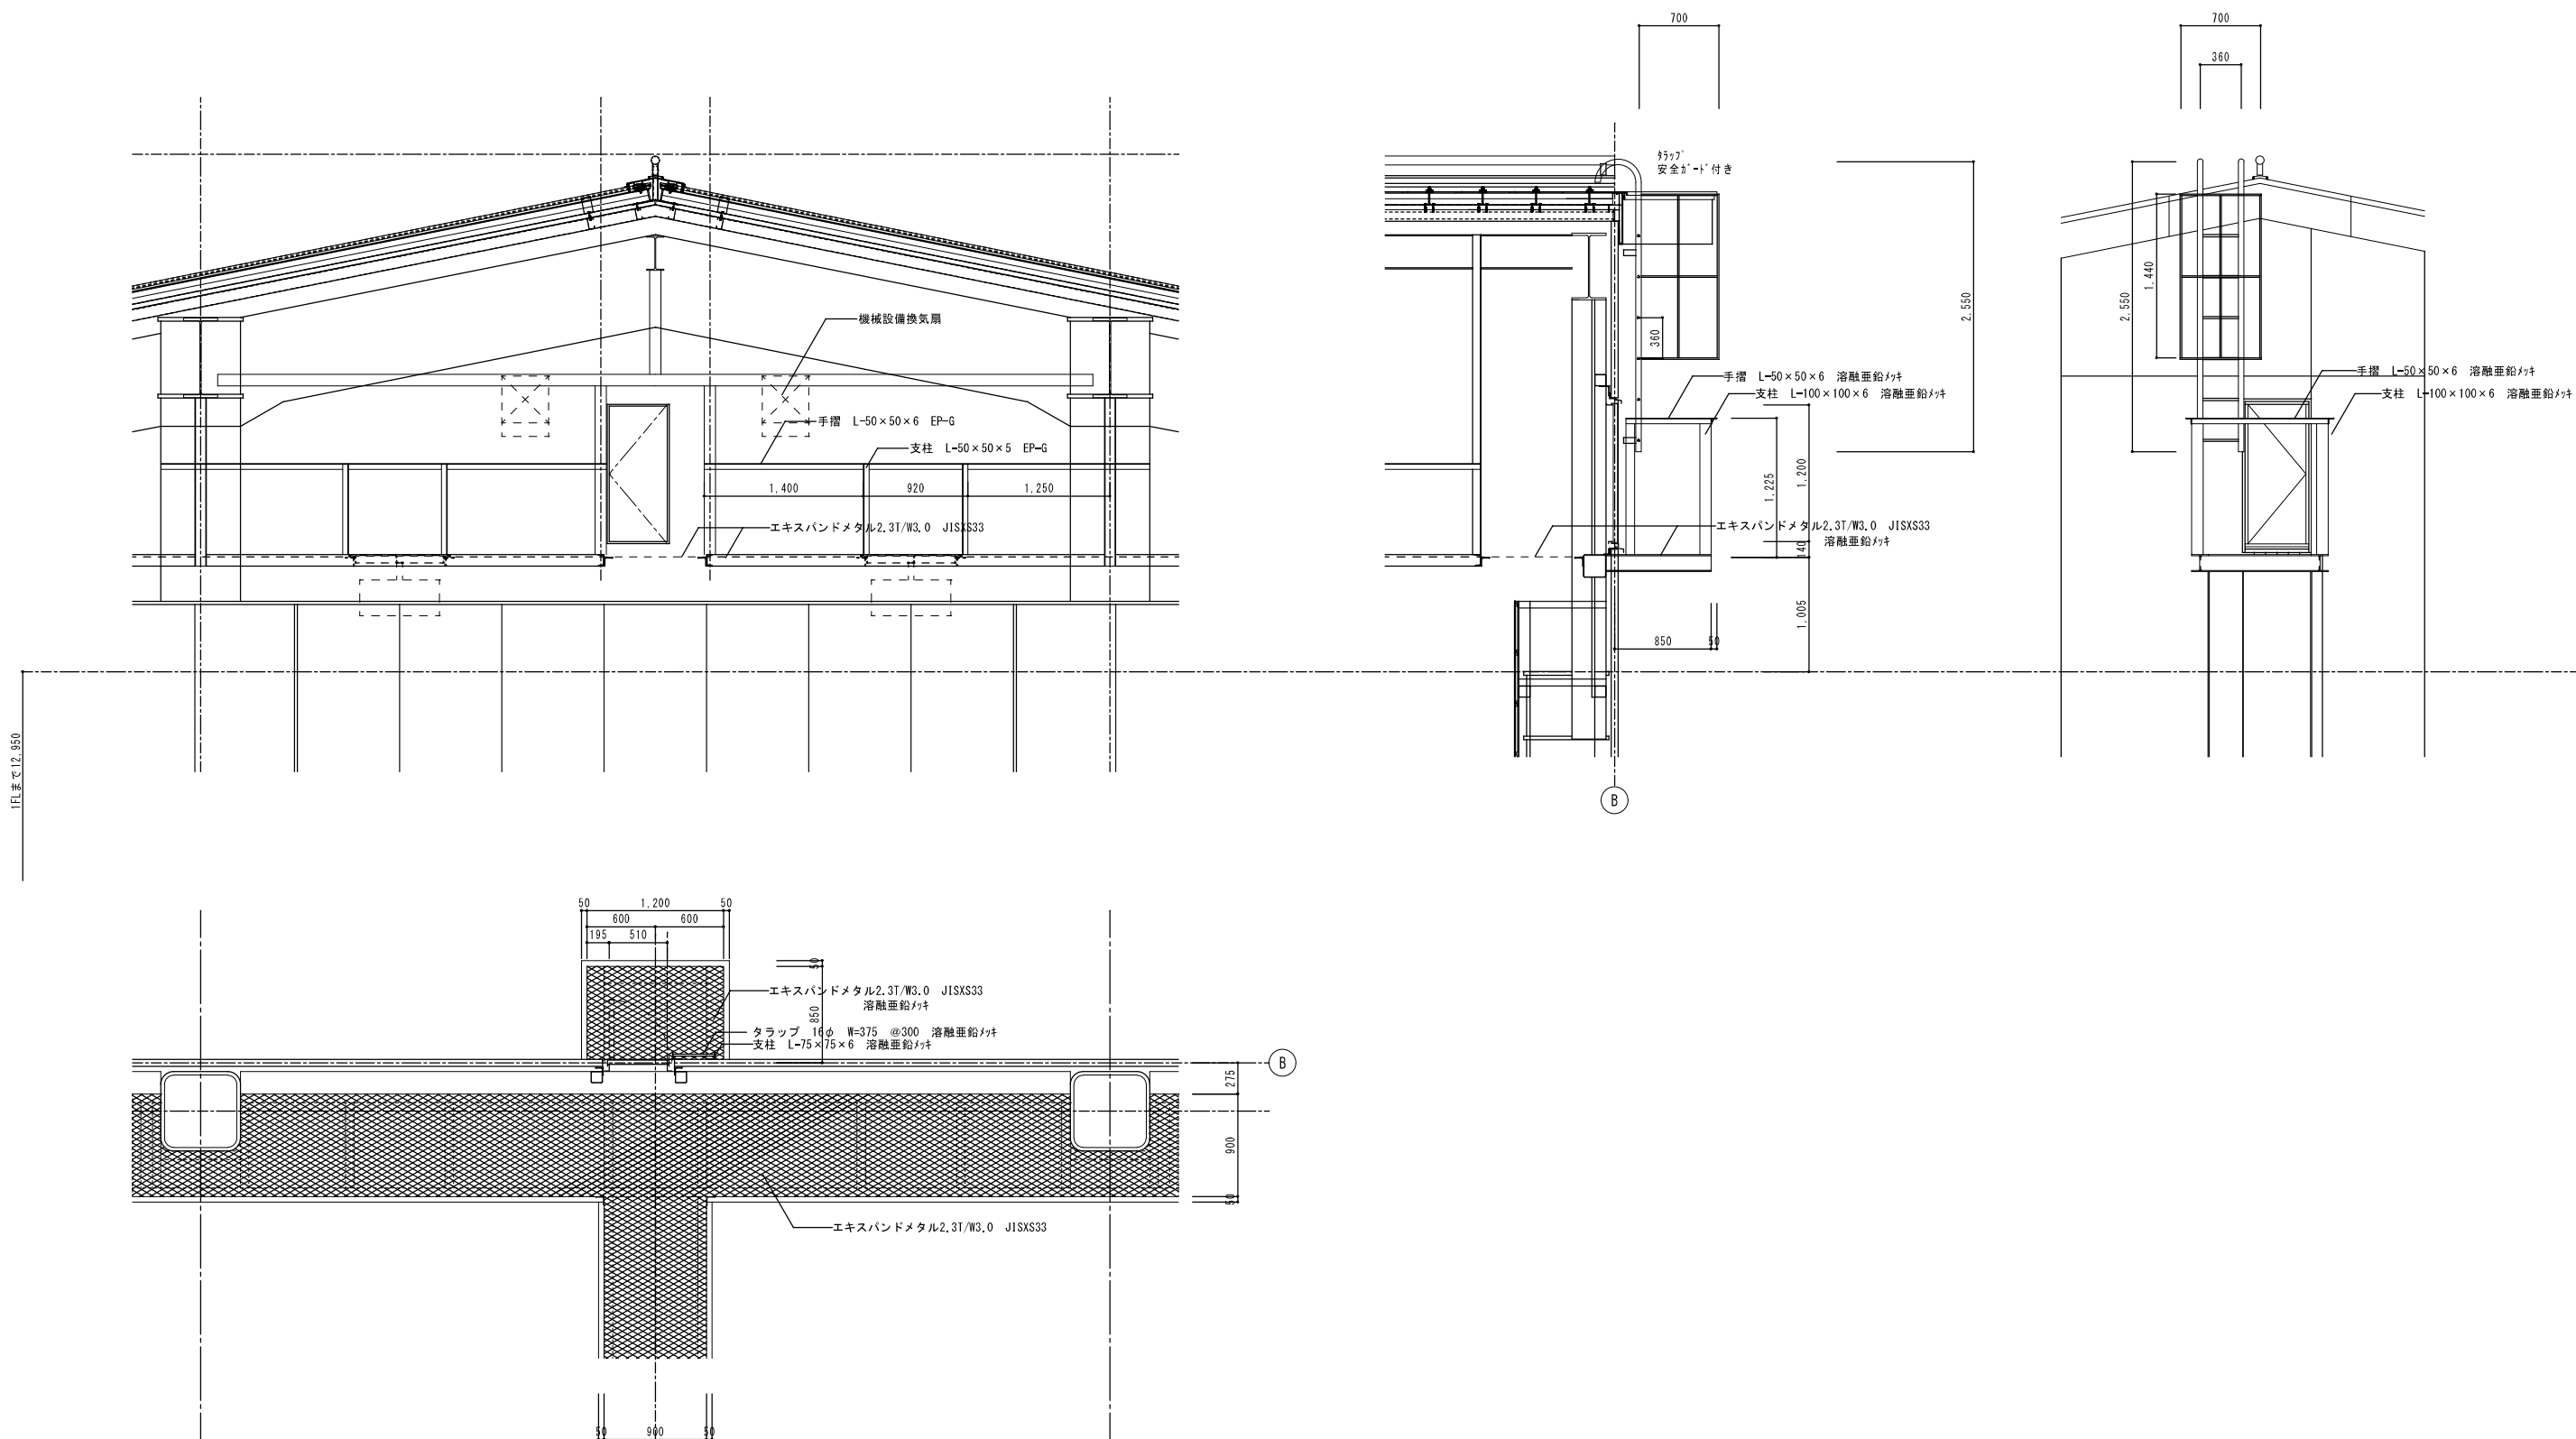 700
700
360
ﾀﾗｯﾌﾟ
安全ｶﾞｰﾄﾞ付き
機械設備換気扇
手摺 L-50×50×6 EP-G
支柱 L-50×50×5 EP-G
1,400
920
1,250
エキスパンドメタル2.3T/W3.0 JISXS33
360
2,550
手摺 L-50×50×6 溶融亜鉛ﾒｯｷ
支柱 L-100×100×6 溶融亜鉛ﾒｯｷ
1,225
1,200
140
1,005
エキスパンドメタル2.3T/W3.0 JISXS33
溶融亜鉛ﾒｯｷ
850
50
B
2,550
1,440
手摺 L-50×50×6 溶融亜鉛ﾒｯｷ
支柱 L-100×100×6 溶融亜鉛ﾒｯｷ
1FLまで12,950
50
1,200
50
600
600
195
510
50
850
エキスパンドメタル2.3T/W3.0 JISXS33
溶融亜鉛ﾒｯｷ
タラップ 16φ W=375 @300 溶融亜鉛ﾒｯｷ
支柱 L-75×75×6 溶融亜鉛ﾒｯｷ
B
275
900
50
エキスパンドメタル2.3T/W3.0 JISXS33
50
900
50